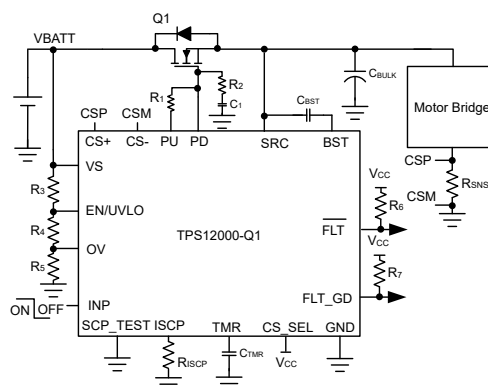 Q1
VBATT
R2
R1
C1
CBULK
CBST
Motor Bridge
CSP
CSM
CS+
CS-
PU
PD
SRC
BST
CSP
RSNS
CSM
VS
R3
EN/UVLO
R4
OV
R5
TPS12000-Q1
VCC
R6
FLT
VCC
R7
FLT_GD
ON
OFF
INP
SCP_TEST
ISCP
TMR
CS_SEL
GND
RISCP
CTMR
VCC